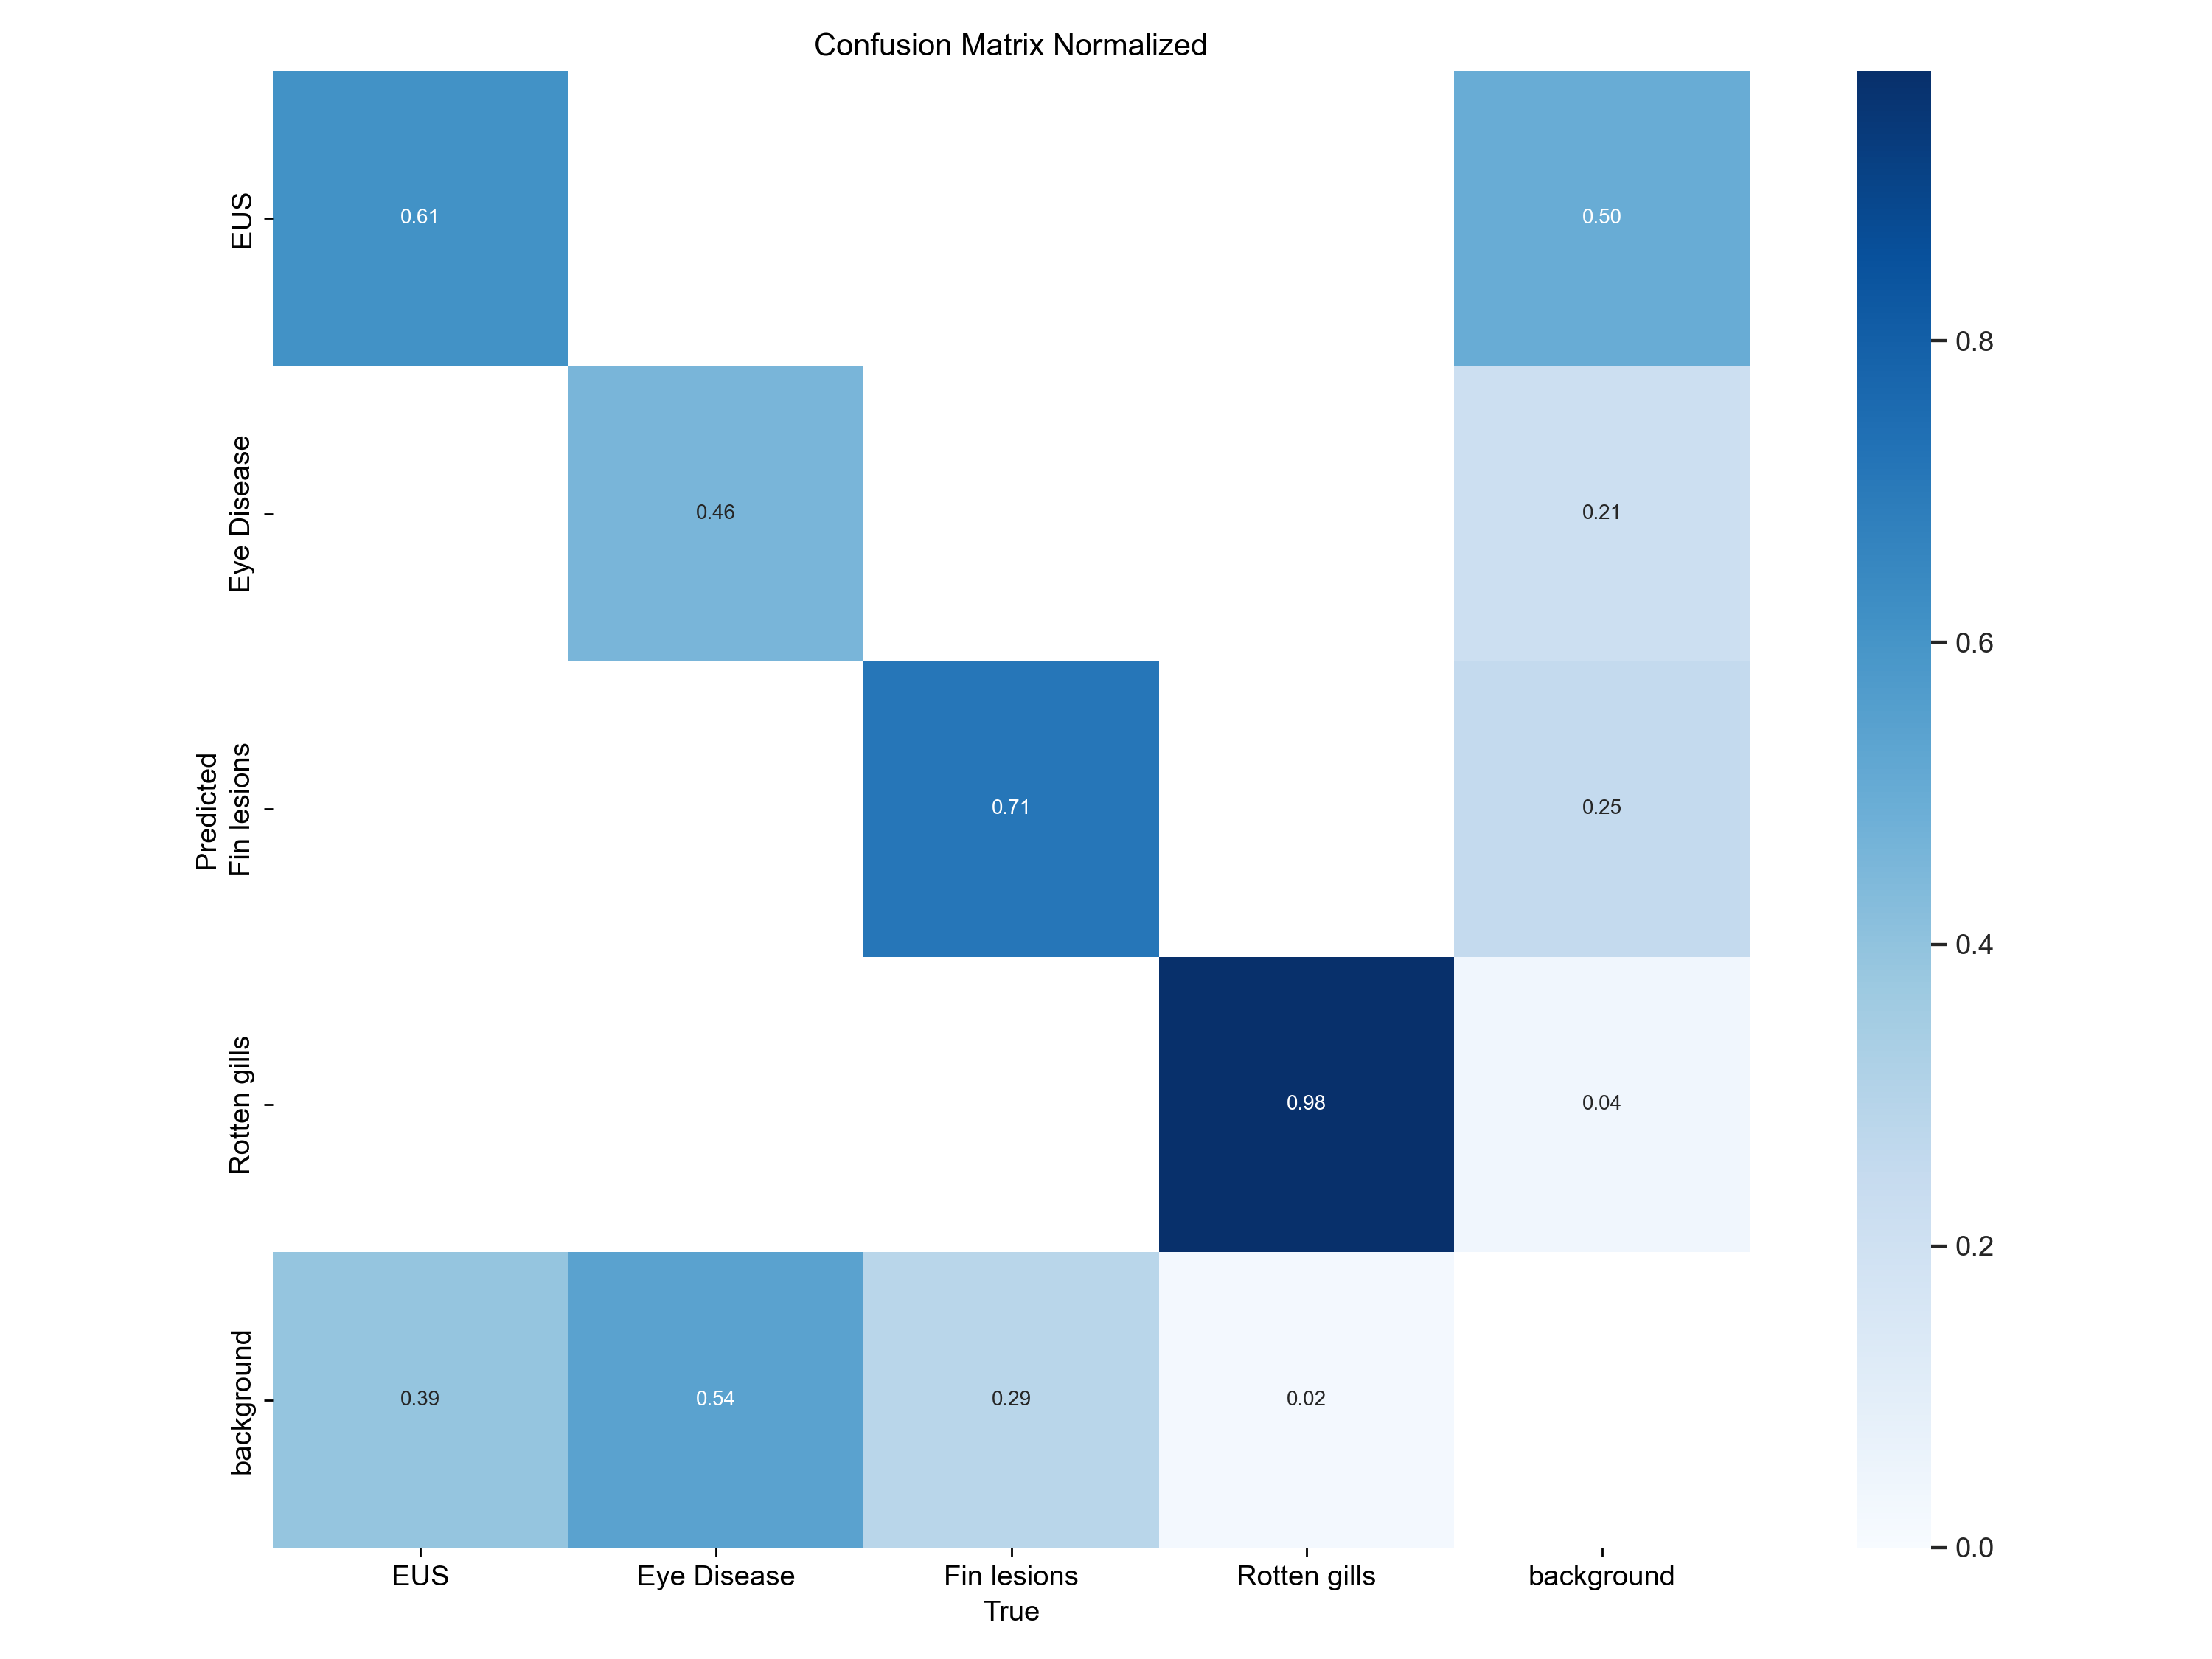 Confusion Matrix Normalized
EUS
0.61
0.50
Eye Disease
0.46
0.21
Predicted
Fin lesions
0.71
0.25
Rotten gills
0.98
0.04
background
0.39
0.54
0.29
0.02
EUS
Eye Disease
Fin lesions
Rotten gills
background
True
0.8
0.6
0.4
0.2
0.0